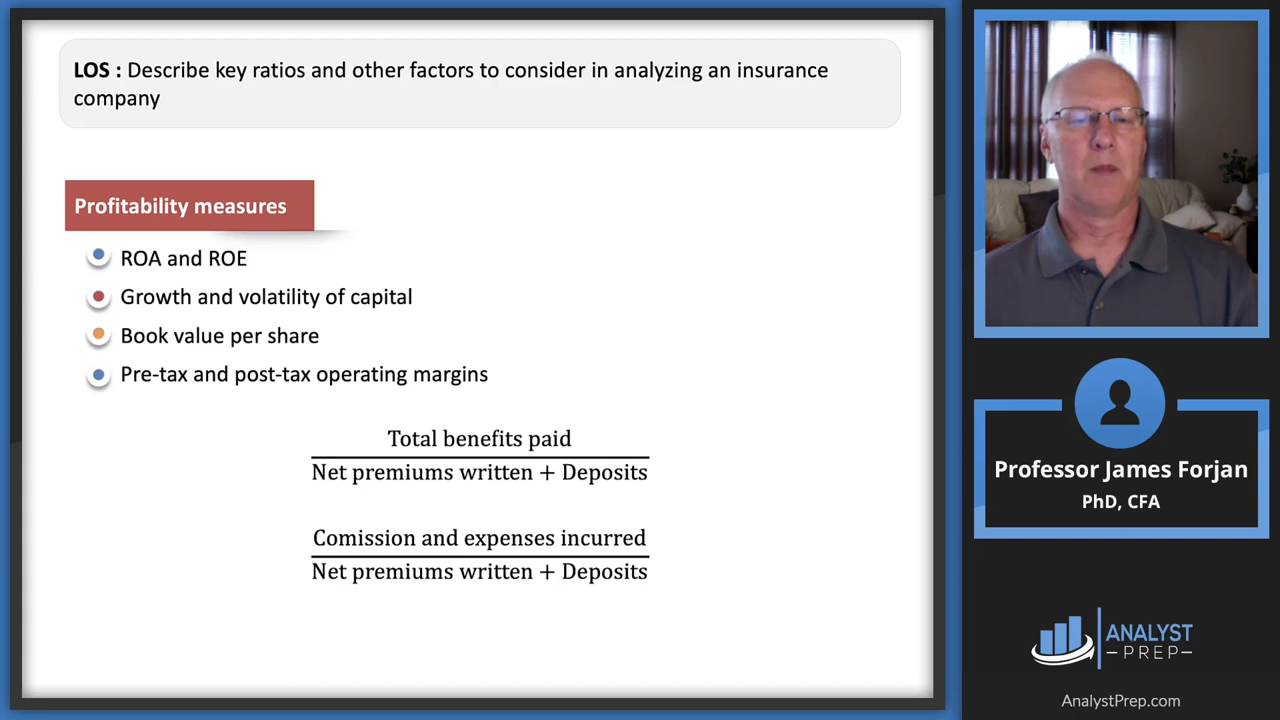 LOS : Describe key ratios and other factors to consider in analyzing an insurance
company
Profitability measures
ROA and ROE
Growth and volatility of capital
Book value per share
Pre-tax and post-tax operating margins
Total benefits paid
Net premiums written + Deposits
Comission and expenses incurred
Net premiums written + Deposits
Professor James Forjan
PhD, CFA
ANALYST
PREP
AnalystPrep.com